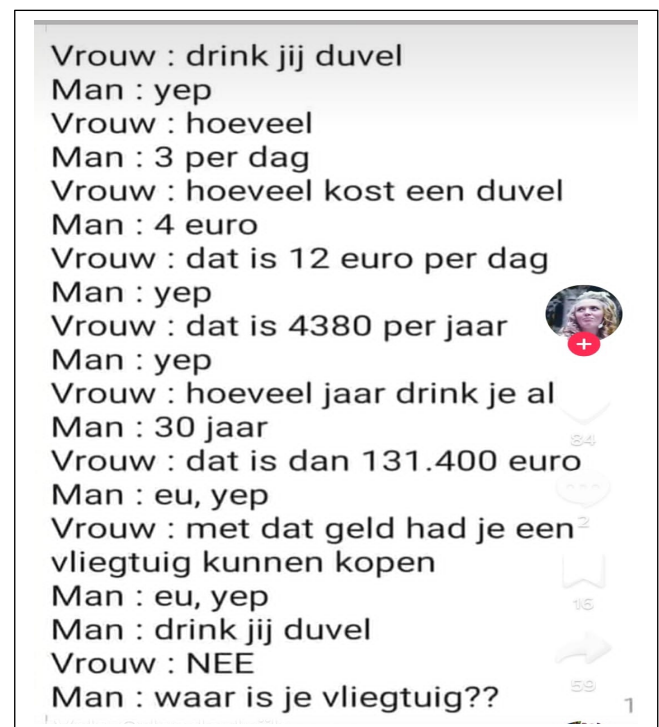 Vrouw : drink jij duvel
Man : yep
Vrouw : hoeveel
Man : 3 per dag
Vrouw : hoeveel kost een duvel
Man : 4 euro
Vrouw : dat is 12 euro per dag
Man : yep
Vrouw : dat is 4380 per jaar
Man : yep
Vrouw : hoeveel jaar drink je al
Man : 30 jaar
84
Vrouw : dat is dan 131.400 euro
Man : eu, yep
Vrouw : met dat geld had je een
2
vliegtuig kunnen kopen
Man : eu, yep
16
Man : drink jij duvel
Vrouw : NEE
59
Man : waar is je vliegtuig??
1